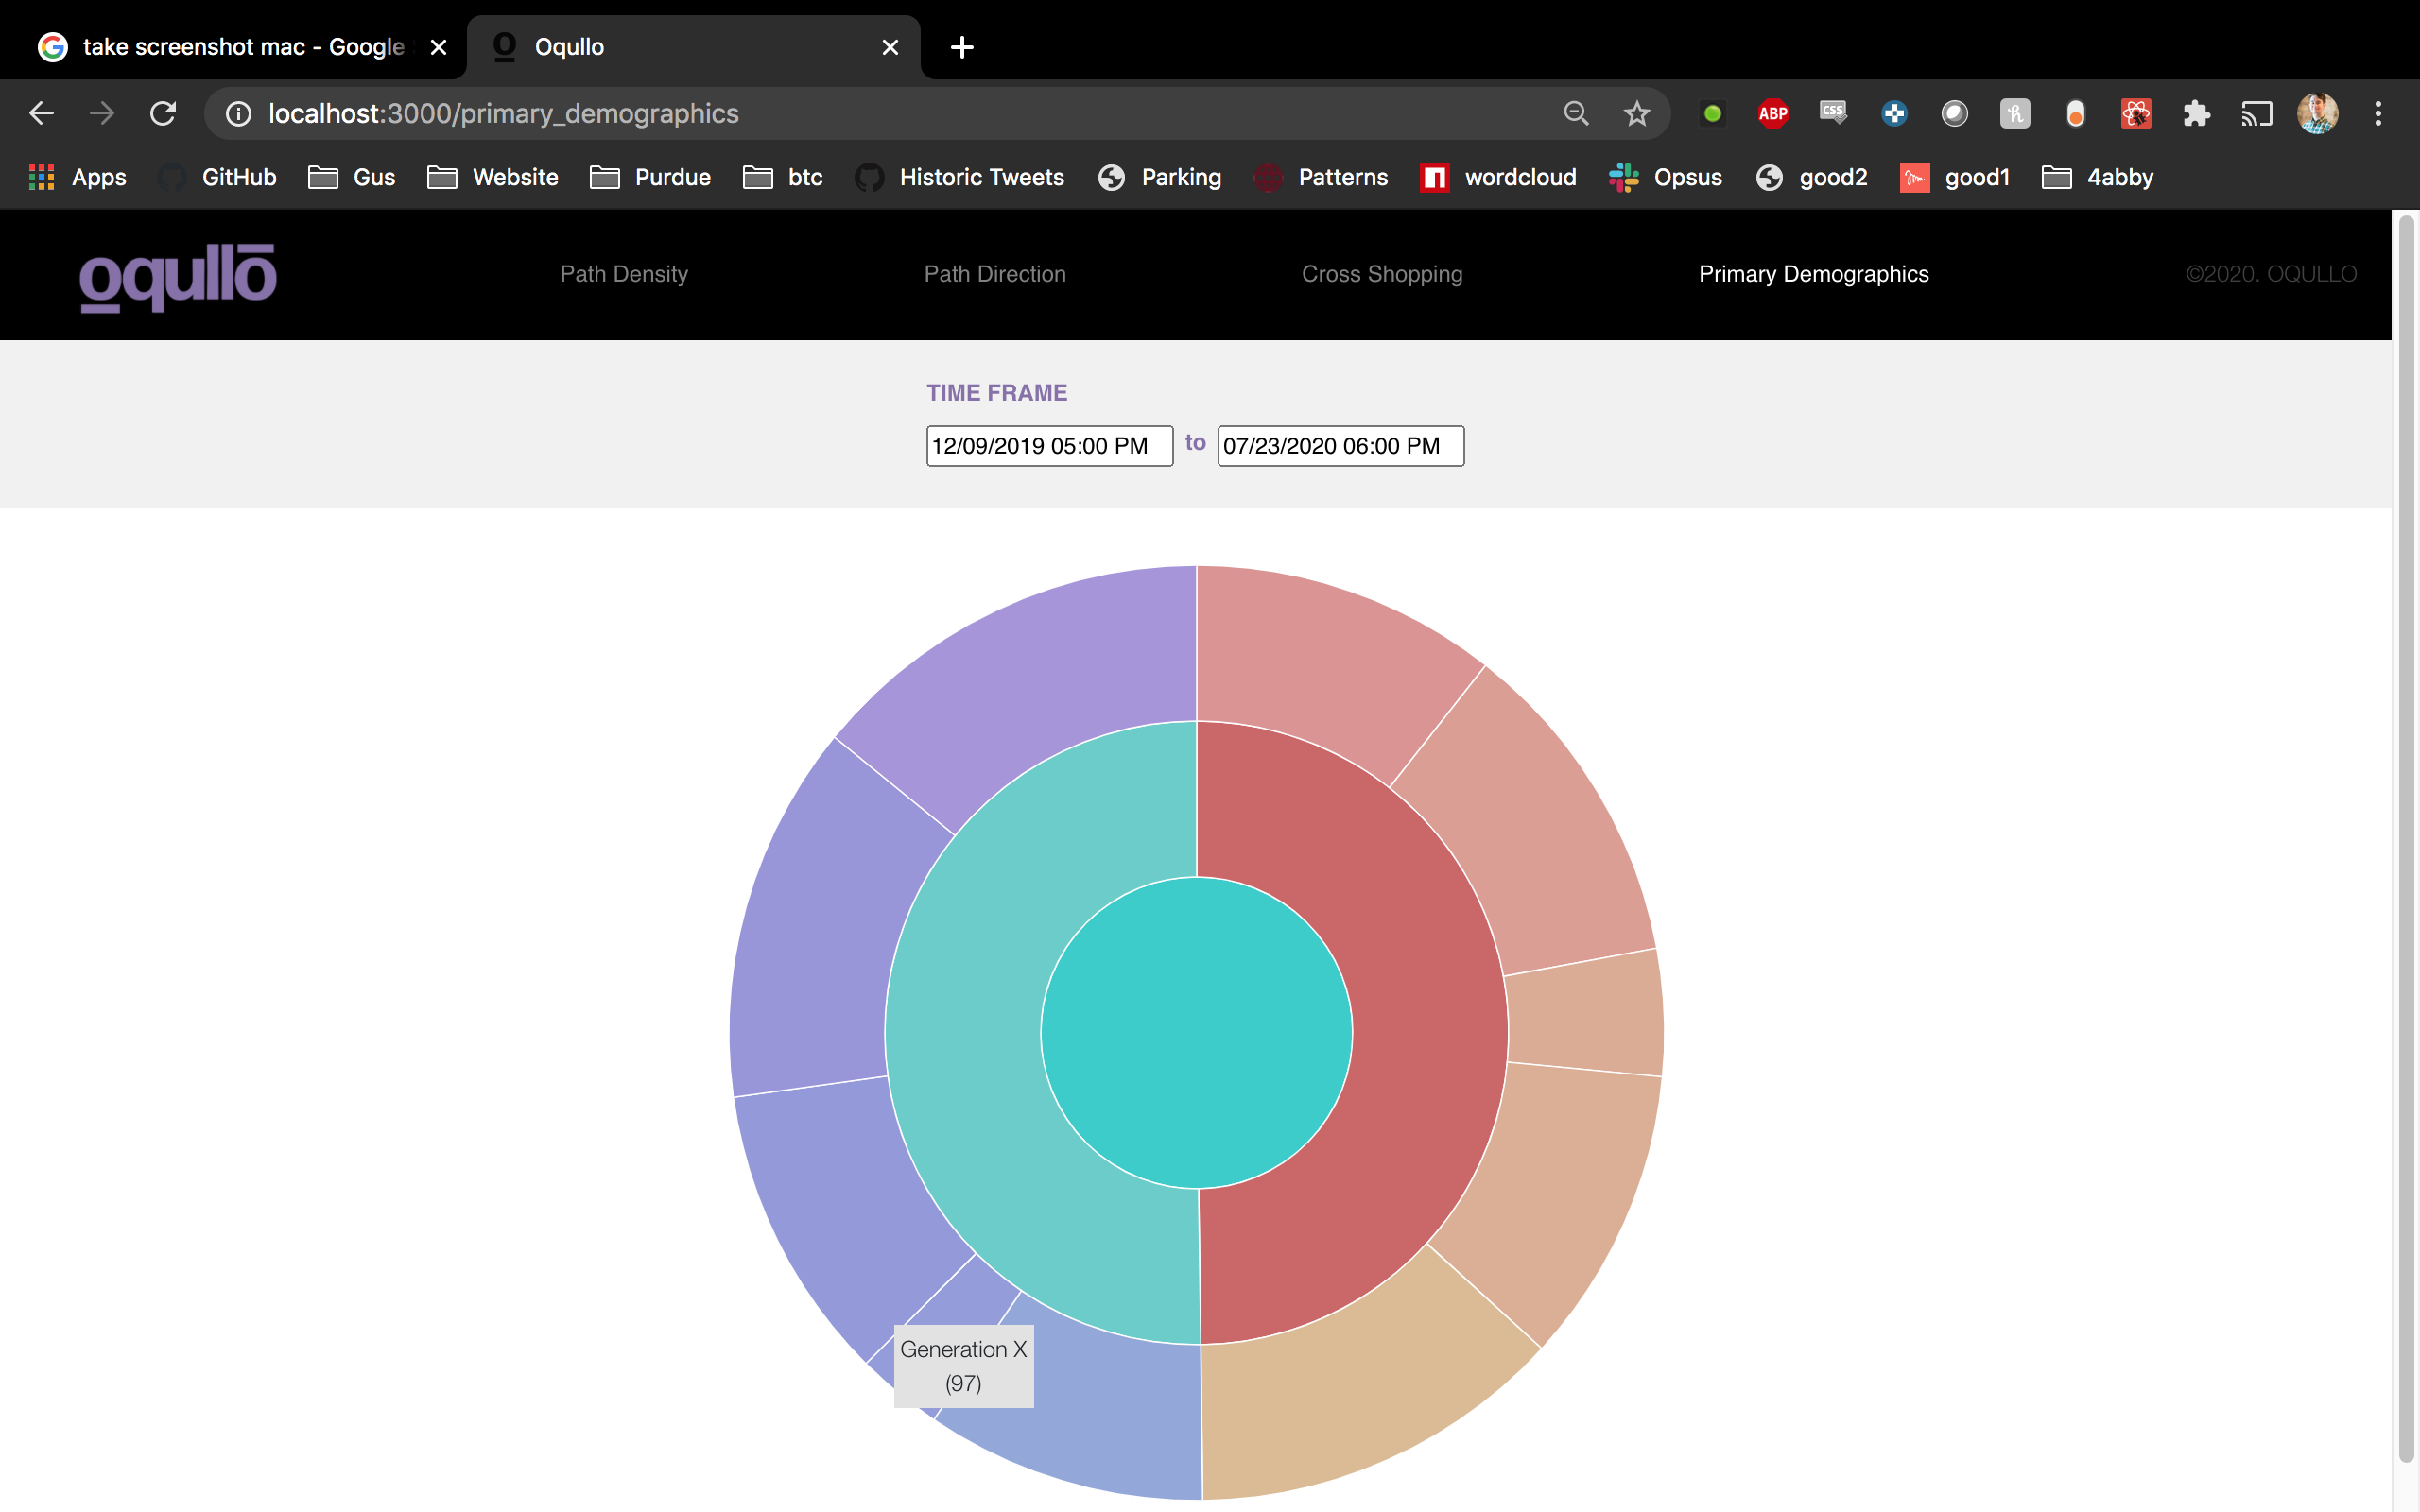 take screenshot mac - Google
Oqullo
localhost:3000/primary_demographics
ABP
CSS
Apps
GitHub
Gus
Website
Purdue
btc
Historic Tweets
Parking
Patterns
wordcloud
Opsus
good2
good1
4abby
oqullo
Path Density
Path Direction
Cross Shopping
Primary Demographics
©2020. OQULLO
TIME FRAME
12/09/2019 05:00 PM to 07/23/2020 06:00 PM
Generation X
(97)